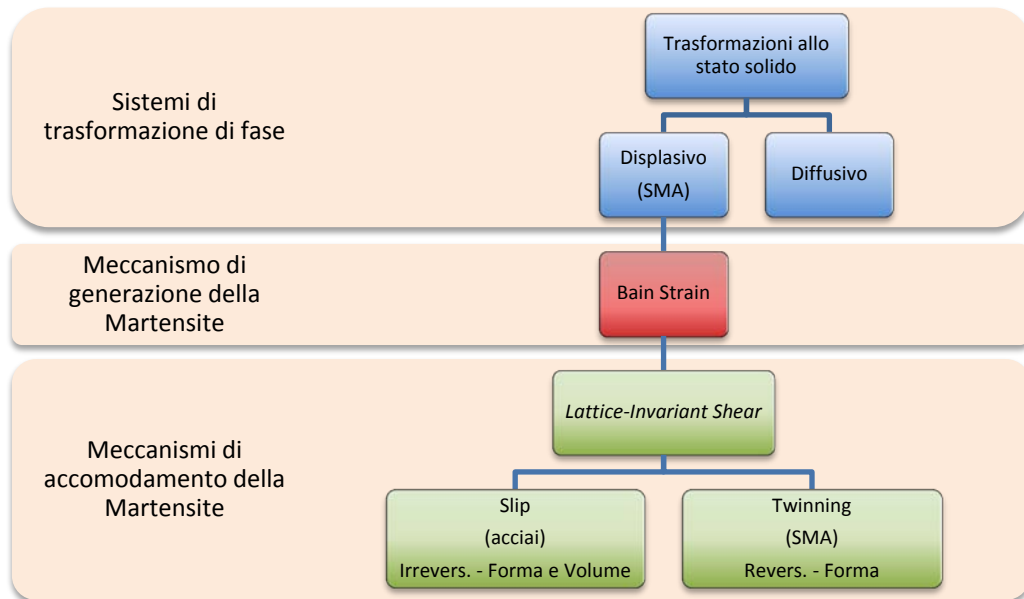 Trasformazioni allo
stato solido
Sistemi di
trasformazione di fase
Displasivo
(SMA)
Diffusivo
Meccanismo di
generazione della
Martensite
Bain Strain
Lattice-Invariant Shear
Meccanismi di
accomodamento della
Martensite
Slip
(acciai)
Irrevers. - Forma e Volume
Twinning
(SMA)
Revers. - Forma